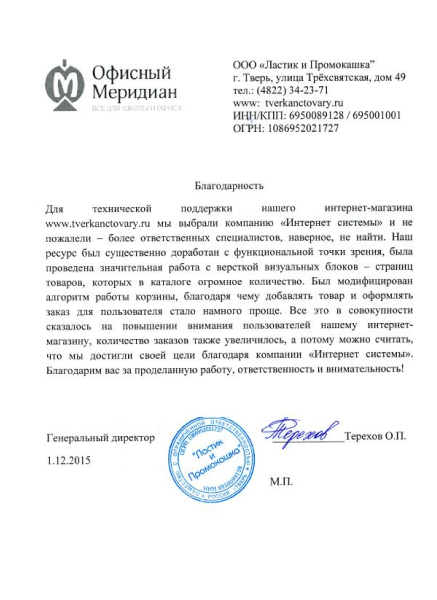 Офисный
Меридиан
ВСЕ ДЛЯ ШКОЛЫ И ОФИСА
ООО «Ластик и Промокашка”
г. Тверь, улица Трёхсвятская, дом 49
тел.: (4822) 34-23-71
www: tverkanctovary.ru
ИНН/КПП: 6950089128 / 695001001
ОГРН: 1086952021727
Благодарность
Для технической поддержки нашего интернет-магазина
www.tverkanctovary.ru мы выбрали компанию «Интернет системы» и не
пожалели – более ответственных специалистов, наверное, не найти. Наш
ресурс был существенно доработан с функциональной точки зрения, была
проведена значительная работа с версткой визуальных блоков – страниц
товаров, которых в каталоге огромное количество. Был модифицирован
алгоритм работы корзины, благодаря чему добавлять товар и оформлять
заказ для пользователя стало намного проще. Все это в совокупности
сказалось на повышении внимания пользователей нашему интернет-
магазину, количество заказов также увеличилось, а потому можно считать,
что мы достигли своей цели благодаря компании «Интернет системы».
Благодарим вас за проделанную работу, ответственность и внимательность!
Генеральный директор
Терехов
Терехов О.П.
1.12.2015
М.П.
ОГРН 1086952021727
"Ластик
и
Промокашка"
ИНН 6950089128